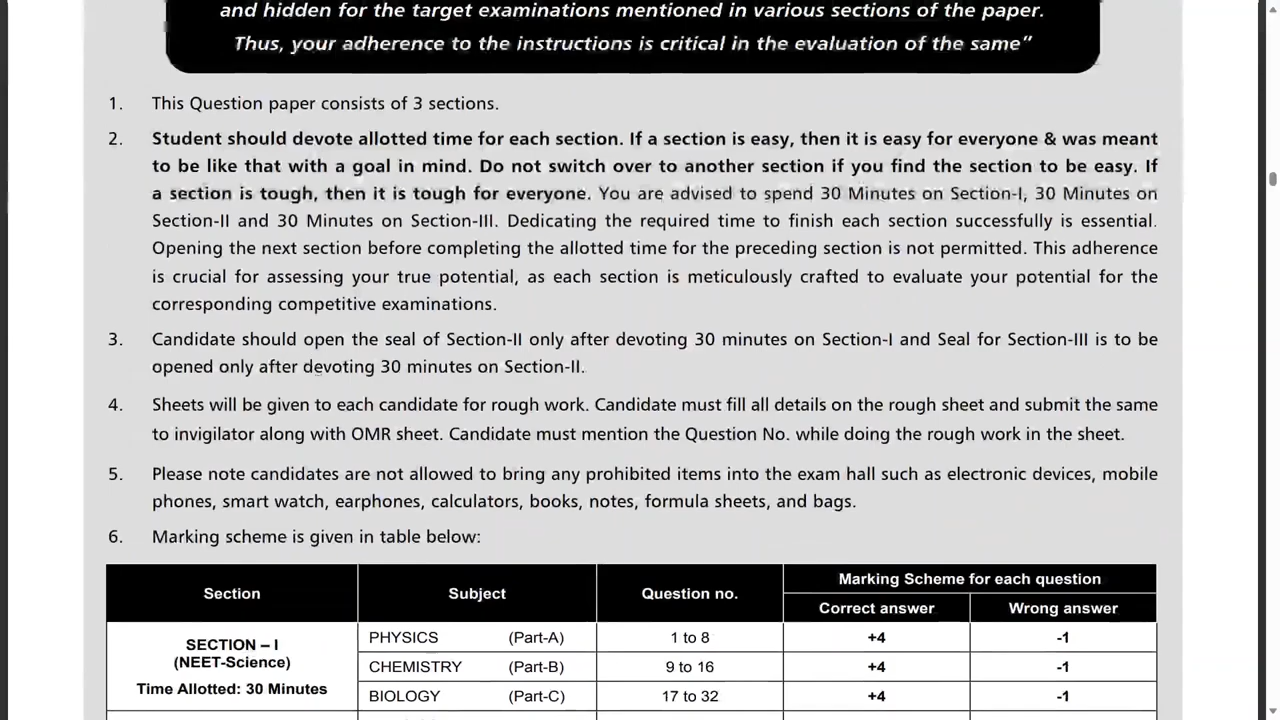 and hidden for the target examinations mentioned in various sections of the paper.
Thus, your adherence to the instructions is critical in the evaluation of the same”
1. This Question paper consists of 3 sections.
2. Student should devote allotted time for each section. If a section is easy, then it is easy for everyone & was meant
to be like that with a goal in mind. Do not switch over to another section if you find the section to be easy. If
a section is tough, then it is tough for everyone. You are advised to spend 30 Minutes on Section-I, 30 Minutes on
Section-II and 30 Minutes on Section-III. Dedicating the required time to finish each section successfully is essential.
Opening the next section before completing the allotted time for the preceding section is not permitted. This adherence
is crucial for assessing your true potential, as each section is meticulously crafted to evaluate your potential for the
corresponding competitive examinations.
3. Candidate should open the seal of Section-II only after devoting 30 minutes on Section-I and Seal for Section-III is to be
opened only after devoting 30 minutes on Section-II.
4. Sheets will be given to each candidate for rough work. Candidate must fill all details on the rough sheet and submit the same
to invigilator along with OMR sheet. Candidate must mention the Question No. while doing the rough work in the sheet.
5. Please note candidates are not allowed to bring any prohibited items into the exam hall such as electronic devices, mobile
phones, smart watch, earphones, calculators, books, notes, formula sheets, and bags.
6. Marking scheme is given in table below:
Section Subject Question no. Marking Scheme for each question
Correct answer Wrong answer
SECTION – I
(NEET-Science)
Time Allotted: 30 Minutes
PHYSICS (Part-A) 1 to 8 +4 -1
CHEMISTRY (Part-B) 9 to 16 +4 -1
BIOLOGY (Part-C) 17 to 32 +4 -1